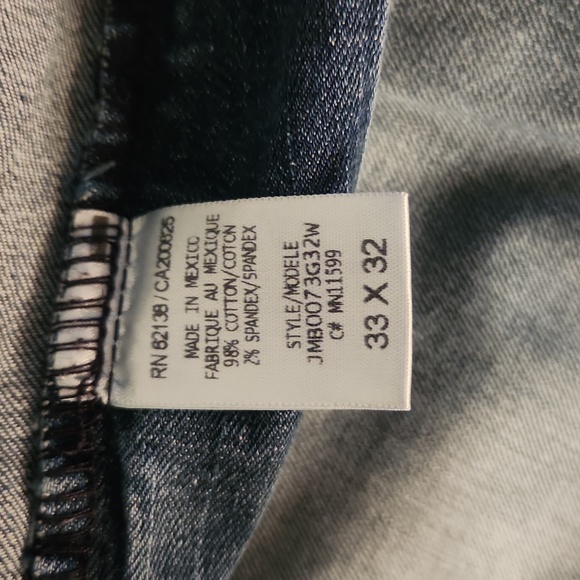 RN 82138 / CA200825
MADE IN MEXICO
FABRIQUE AU MEXIQUE
98% COTTON/COTON
2% SPANDEX/SPANDEX
STYLE/MODELE
JMB0073G32W
C# MN11599
33 X 32